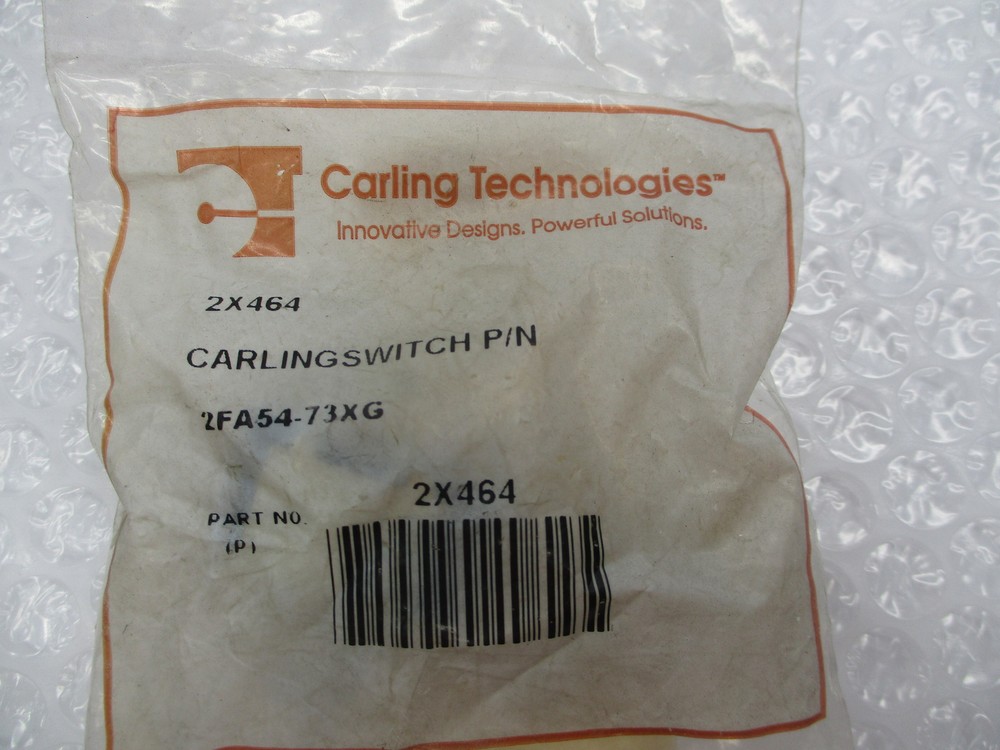 Carling Technologies™
Innovative Designs. Powerful Solutions.
2X464
CARLINGSWITCH P/N
2FA54-73XG
2X464
PART NO.
(P)